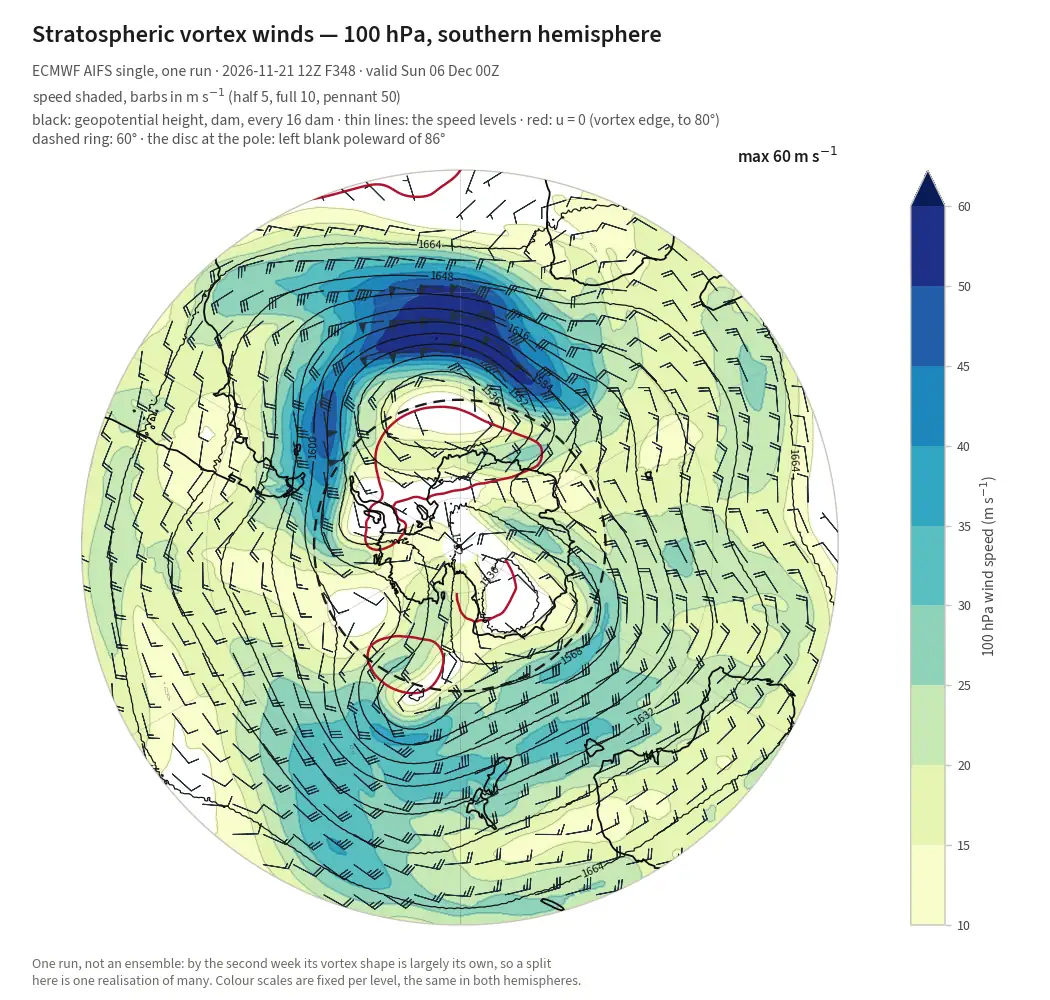 Stratospheric vortex winds — 100 hPa, southern hemisphere
ECMWF AIFS single, one run · 2026-11-21 12Z F348 · valid Sun 06 Dec 00Z
speed shaded, barbs in m s⁻¹ (half 5, full 10, pennant 50)
black: geopotential height, dam, every 16 dam · thin lines: the speed levels · red: u = 0 (vortex edge, to 80°)
dashed ring: 60° · the disc at the pole: left blank poleward of 86°
max 60 m s⁻¹
1664
1648
1616
1584
1600
1664
1536
1568
1632
1664
60
50
45
40
35
30
25
20
15
10
100 hPa wind speed (m s⁻¹)
One run, not an ensemble: by the second week its vortex shape is largely its own, so a split
here is one realisation of many. Colour scales are fixed per level, the same in both hemispheres.